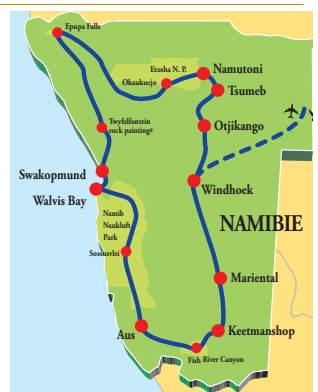 Epupa Falls
Etosha N. P.
Okaukuejo
Namutoni
Tsumeb
Twyfelfontein
rock paintings
Otjikango
Swakopmund
Walvis Bay
Windhoek
Namib
Naukluft
Park
Sossusvlei
NAMIBIE
Mariental
Aus
Keetmanshop
Fish River Canyon